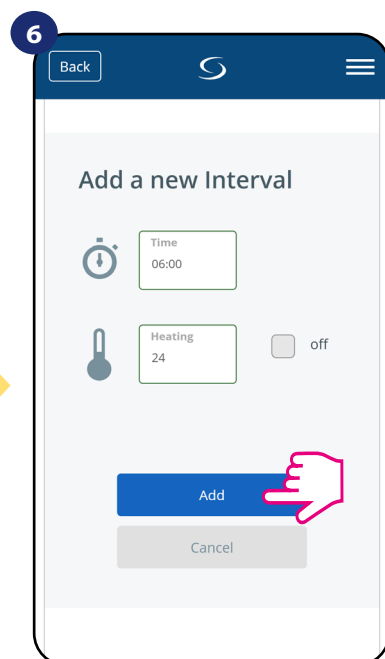 6
Back
Add a new Interval
Time
06:00
Heating
24
off
Add
Cancel